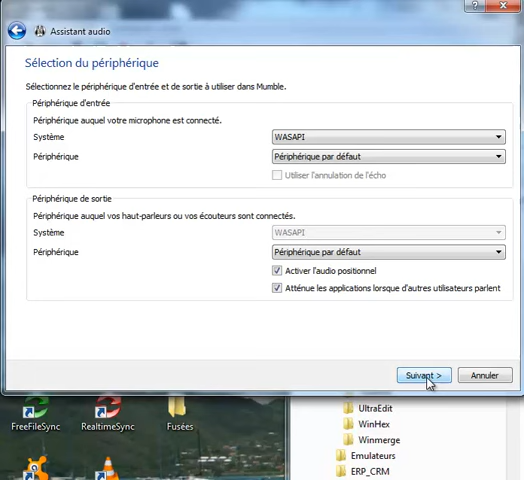 ?
Assistant audio
Sélection du périphérique
Sélectionnez le périphérique d'entrée et de sortie à utiliser dans Mumble.
Périphérique d'entrée
Périphérique auquel votre microphone est connecté.
Système WASAPI
Périphérique Périphérique par défaut
Utiliser l'annulation de l'écho
Périphérique de sortie
Périphérique auquel vos haut-parleurs ou vos écouteurs sont connectés.
Système WASAPI
Périphérique Périphérique par défaut
Activer l'audio positionnel
Atténue les applications lorsque d'autres utilisateurs parlent
Suivant > Annuler
FreeFileSync RealtimeSync Fusées
UltraEdit
WinHex
Winmerge
Emulateurs
ERP_CRM